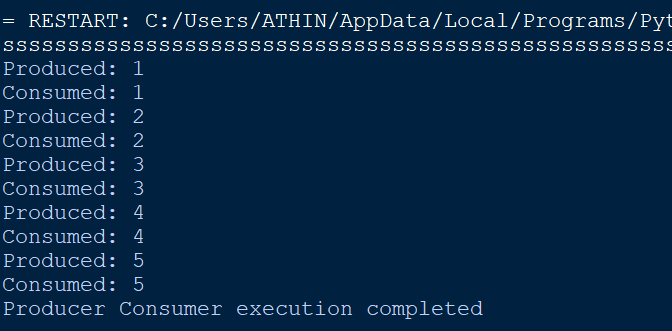 = RESTART: C:/Users/ATHIN/AppData/Local/Programs/Pyt
ssssssssssssssssssssssssssssssssssssssssssssssssssss
Produced: 1
Consumed: 1
Produced: 2
Consumed: 2
Produced: 3
Consumed: 3
Produced: 4
Consumed: 4
Produced: 5
Consumed: 5
Producer Consumer execution completed